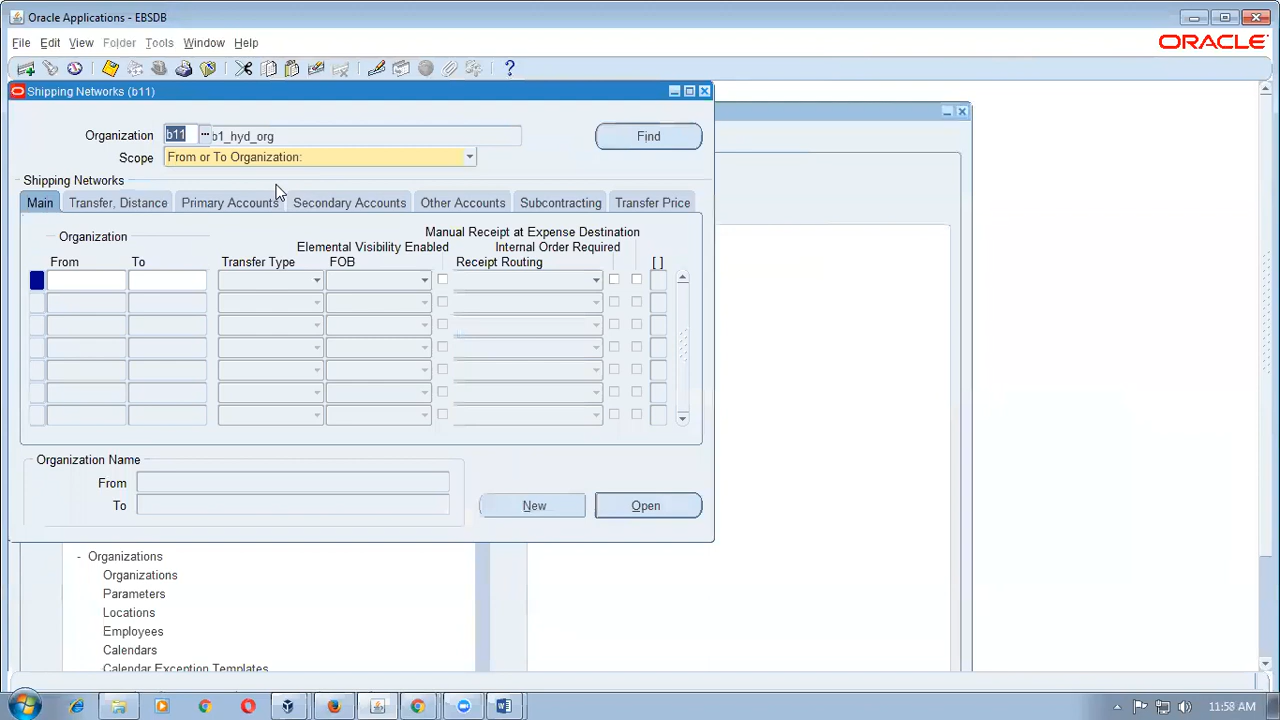 Oracle Applications - EBSDB
File Edit View Folder Tools Window Help
ORACLE
Shipping Networks (b11)
Organization b11 b1_hyd_org
Find
Scope From or To Organization:
Shipping Networks
Main Transfer, Distance Primary Accounts Secondary Accounts Other Accounts Subcontracting Transfer Price
Manual Receipt at Expense Destination
Organization
Elemental Visibility Enabled Internal Order Required
From To Transfer Type FOB Receipt Routing [ ]
Organization Name
From
To
New Open
- Organizations
Organizations
Parameters
Locations
Employees
Calendars
Calendar Exception Templates
11:58 AM